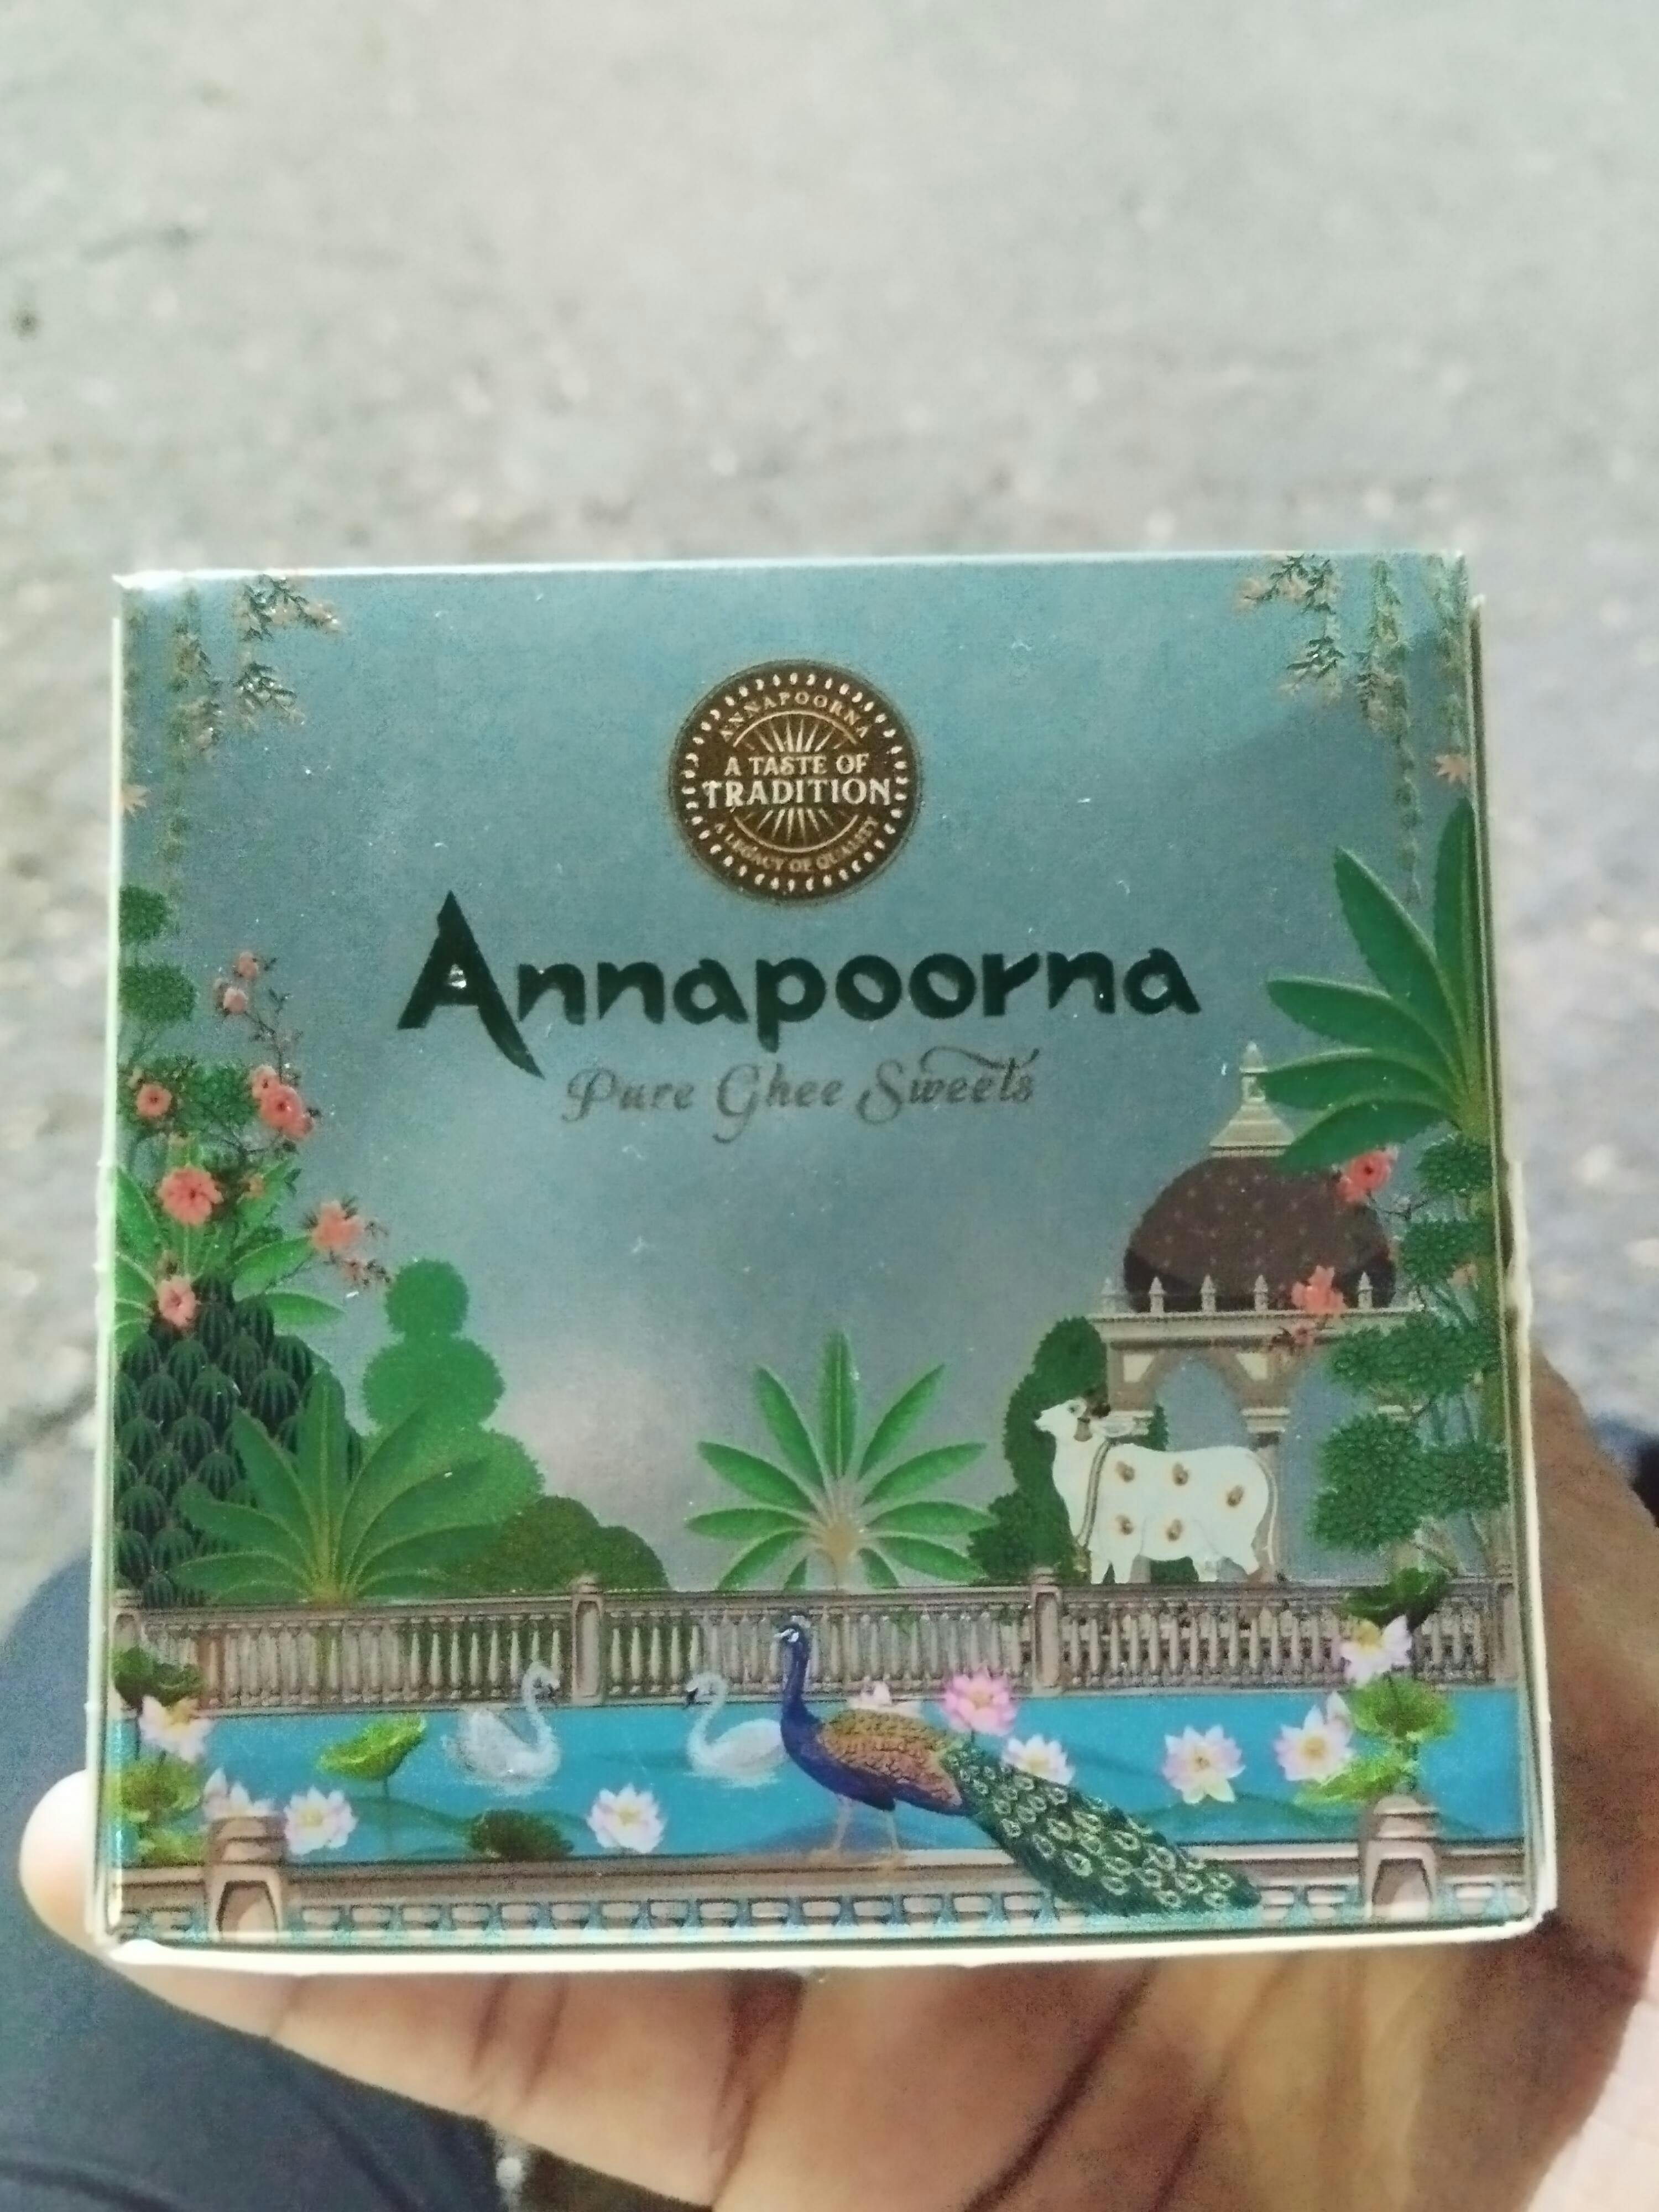 ANNAPOORNA
A TASTE OF
TRADITION
A LEGACY OF QUALITY
Annapoorna
Pure Ghee Sweets